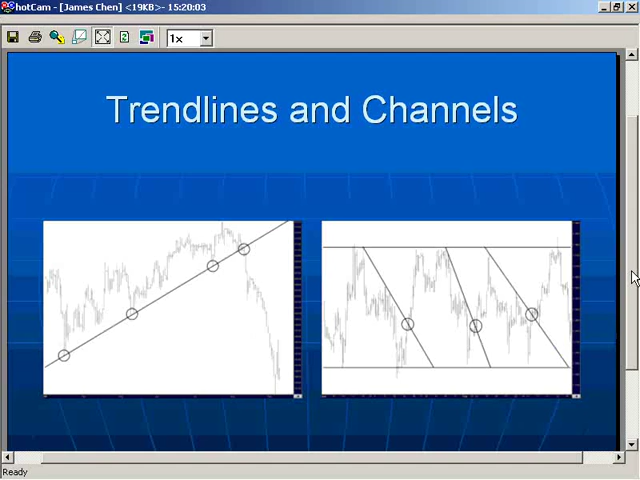 hotCam - [James Chen] <19KB>- 15:20:03
1x
Trendlines and Channels
Ready